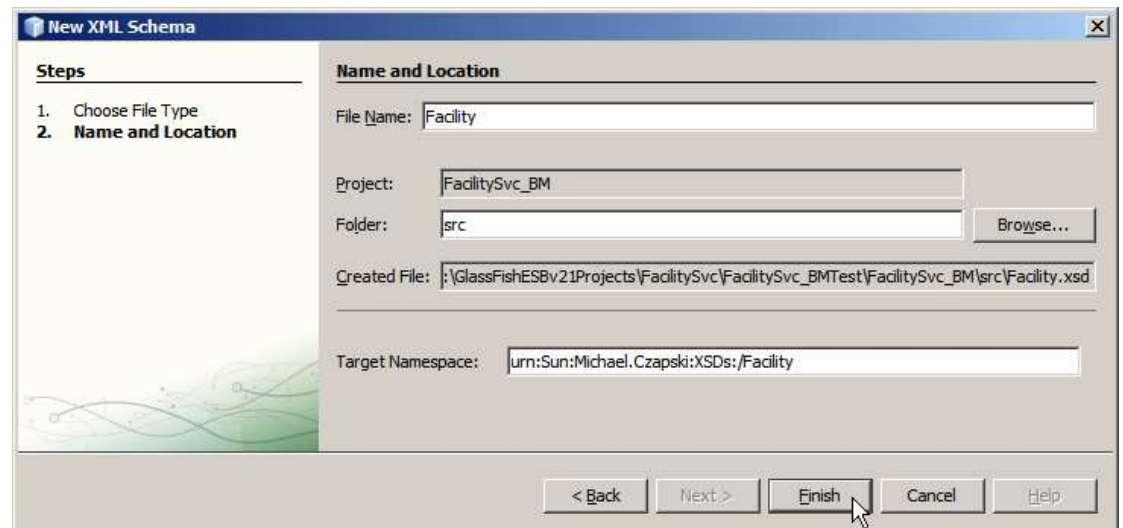 New XML Schema
Steps
1. Choose File Type
2. Name and Location
Name and Location
File Name: Facility
Project: FacilitySvc_BM
Folder: src Browse...
Created File: :\GlassFishESBv21Projects\FacilitySvc\FacilitySvc_BMTest\FacilitySvc_BM\src\Facility.xsd
Target Namespace: urn:Sun:Michael.Czapski:XSDs:/Facility
< Back Next > Finish Cancel Help